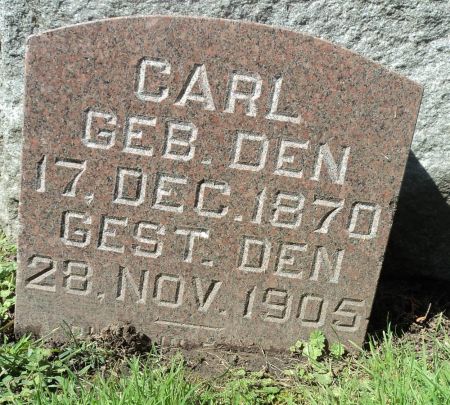 CARL
GEB. DEN
17, DEC. 1870
GEST. DEN
28, NOV. 1905